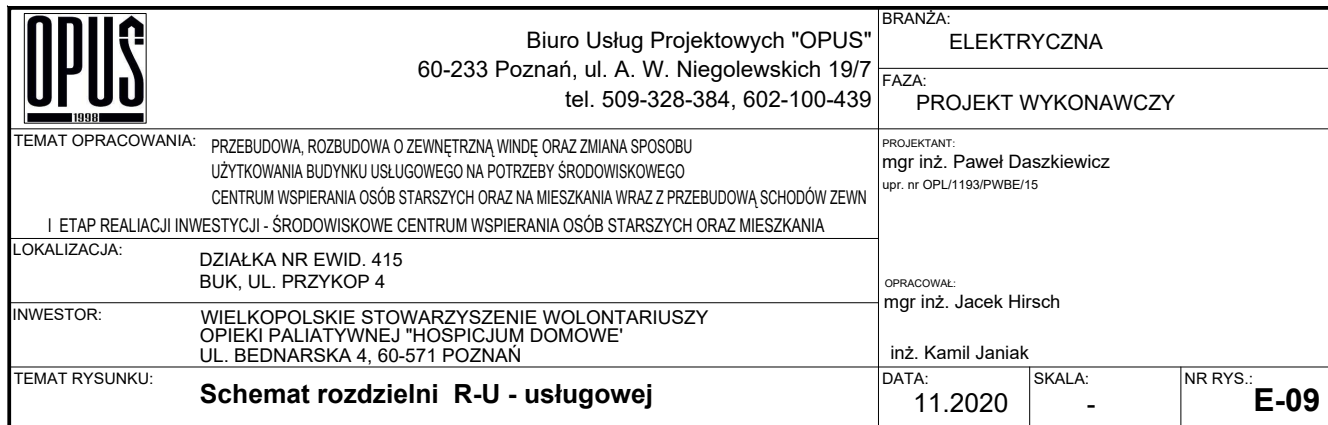 OPUS
1998
Biuro Usług Projektowych "OPUS"
60-233 Poznań, ul. A. W. Niegolewskich 19/7
tel. 509-328-384, 602-100-439
BRANŻA:
ELEKTRYCZNA
FAZA:
PROJEKT WYKONAWCZY
TEMAT OPRACOWANIA:
PRZEBUDOWA, ROZBUDOWA O ZEWNĘTRZNĄ WINDĘ ORAZ ZMIANA SPOSOBU
UŻYTKOWANIA BUDYNKU USŁUGOWEGO NA POTRZEBY ŚRODOWISKOWEGO
CENTRUM WSPIERANIA OSÓB STARSZYCH ORAZ NA MIESZKANIA WRAZ Z PRZEBUDOWĄ SCHODÓW ZEWN
I ETAP REALIACJI INWESTYCJI - ŚRODOWISKOWE CENTRUM WSPIERANIA OSÓB STARSZYCH ORAZ MIESZKANIA
PROJEKTANT:
mgr inż. Paweł Daszkiewicz
upr. nr OPL/1193/PWBE/15
LOKALIZACJA:
DZIAŁKA NR EWID. 415
BUK, UL. PRZYKOP 4
OPRACOWAŁ:
mgr inż. Jacek Hirsch
inż. Kamil Janiak
INWESTOR:
WIELKOPOLSKIE STOWARZYSZENIE WOLONTARIUSZY
OPIEKI PALIATYWNEJ "HOSPICJUM DOMOWE'
UL. BEDNARSKA 4, 60-571 POZNAŃ
TEMAT RYSUNKU:
Schemat rozdzielni R-U - usługowej
DATA:
11.2020
SKALA:
-
NR RYS.:
E-09